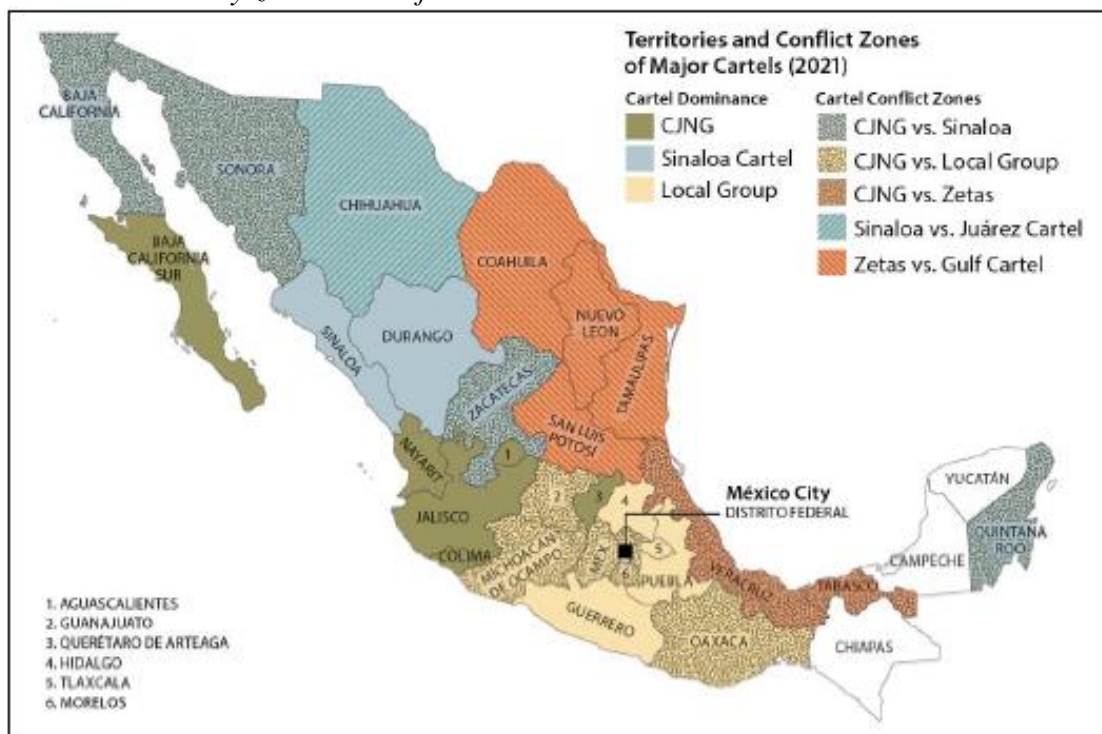 Territories and Conflict Zones
of Major Cartels (2021)
Cartel Dominance
CJNG
Sinaloa Cartel
Local Group
Cartel Conflict Zones
CJNG vs. Sinaloa
CJNG vs. Local Group
CJNG vs. Zetas
Sinaloa vs. Juárez Cartel
Zetas vs. Gulf Cartel
BAJA
CALIFORNIA
SONORA
CHIHUAHUA
BAJA
CALIFORNIA
SUR
COAHUILA
NUEVO
LEON
TAMAULIPAS
SINALOA
DURANGO
ZACATECAS
SAN LUIS
POTOSÍ
NAYARIT
1
2
3
4
México City
DISTRITO FEDERAL
YUCATÁN
JALISCO
QUINTANA
ROO
COLIMA
MICHOACÁN
DE OCAMPO
MEX
5
6
PUEBLA
CAMPECHE
VERACRUZ
TABASCO
GUERRERO
OAXACA
CHIAPAS
1. AGUASCALIENTES
2. GUANAJUATO
3. QUERÉTARO DE ARTEAGA
4. HIDALGO
5. TLAXCALA
6. MORELOS